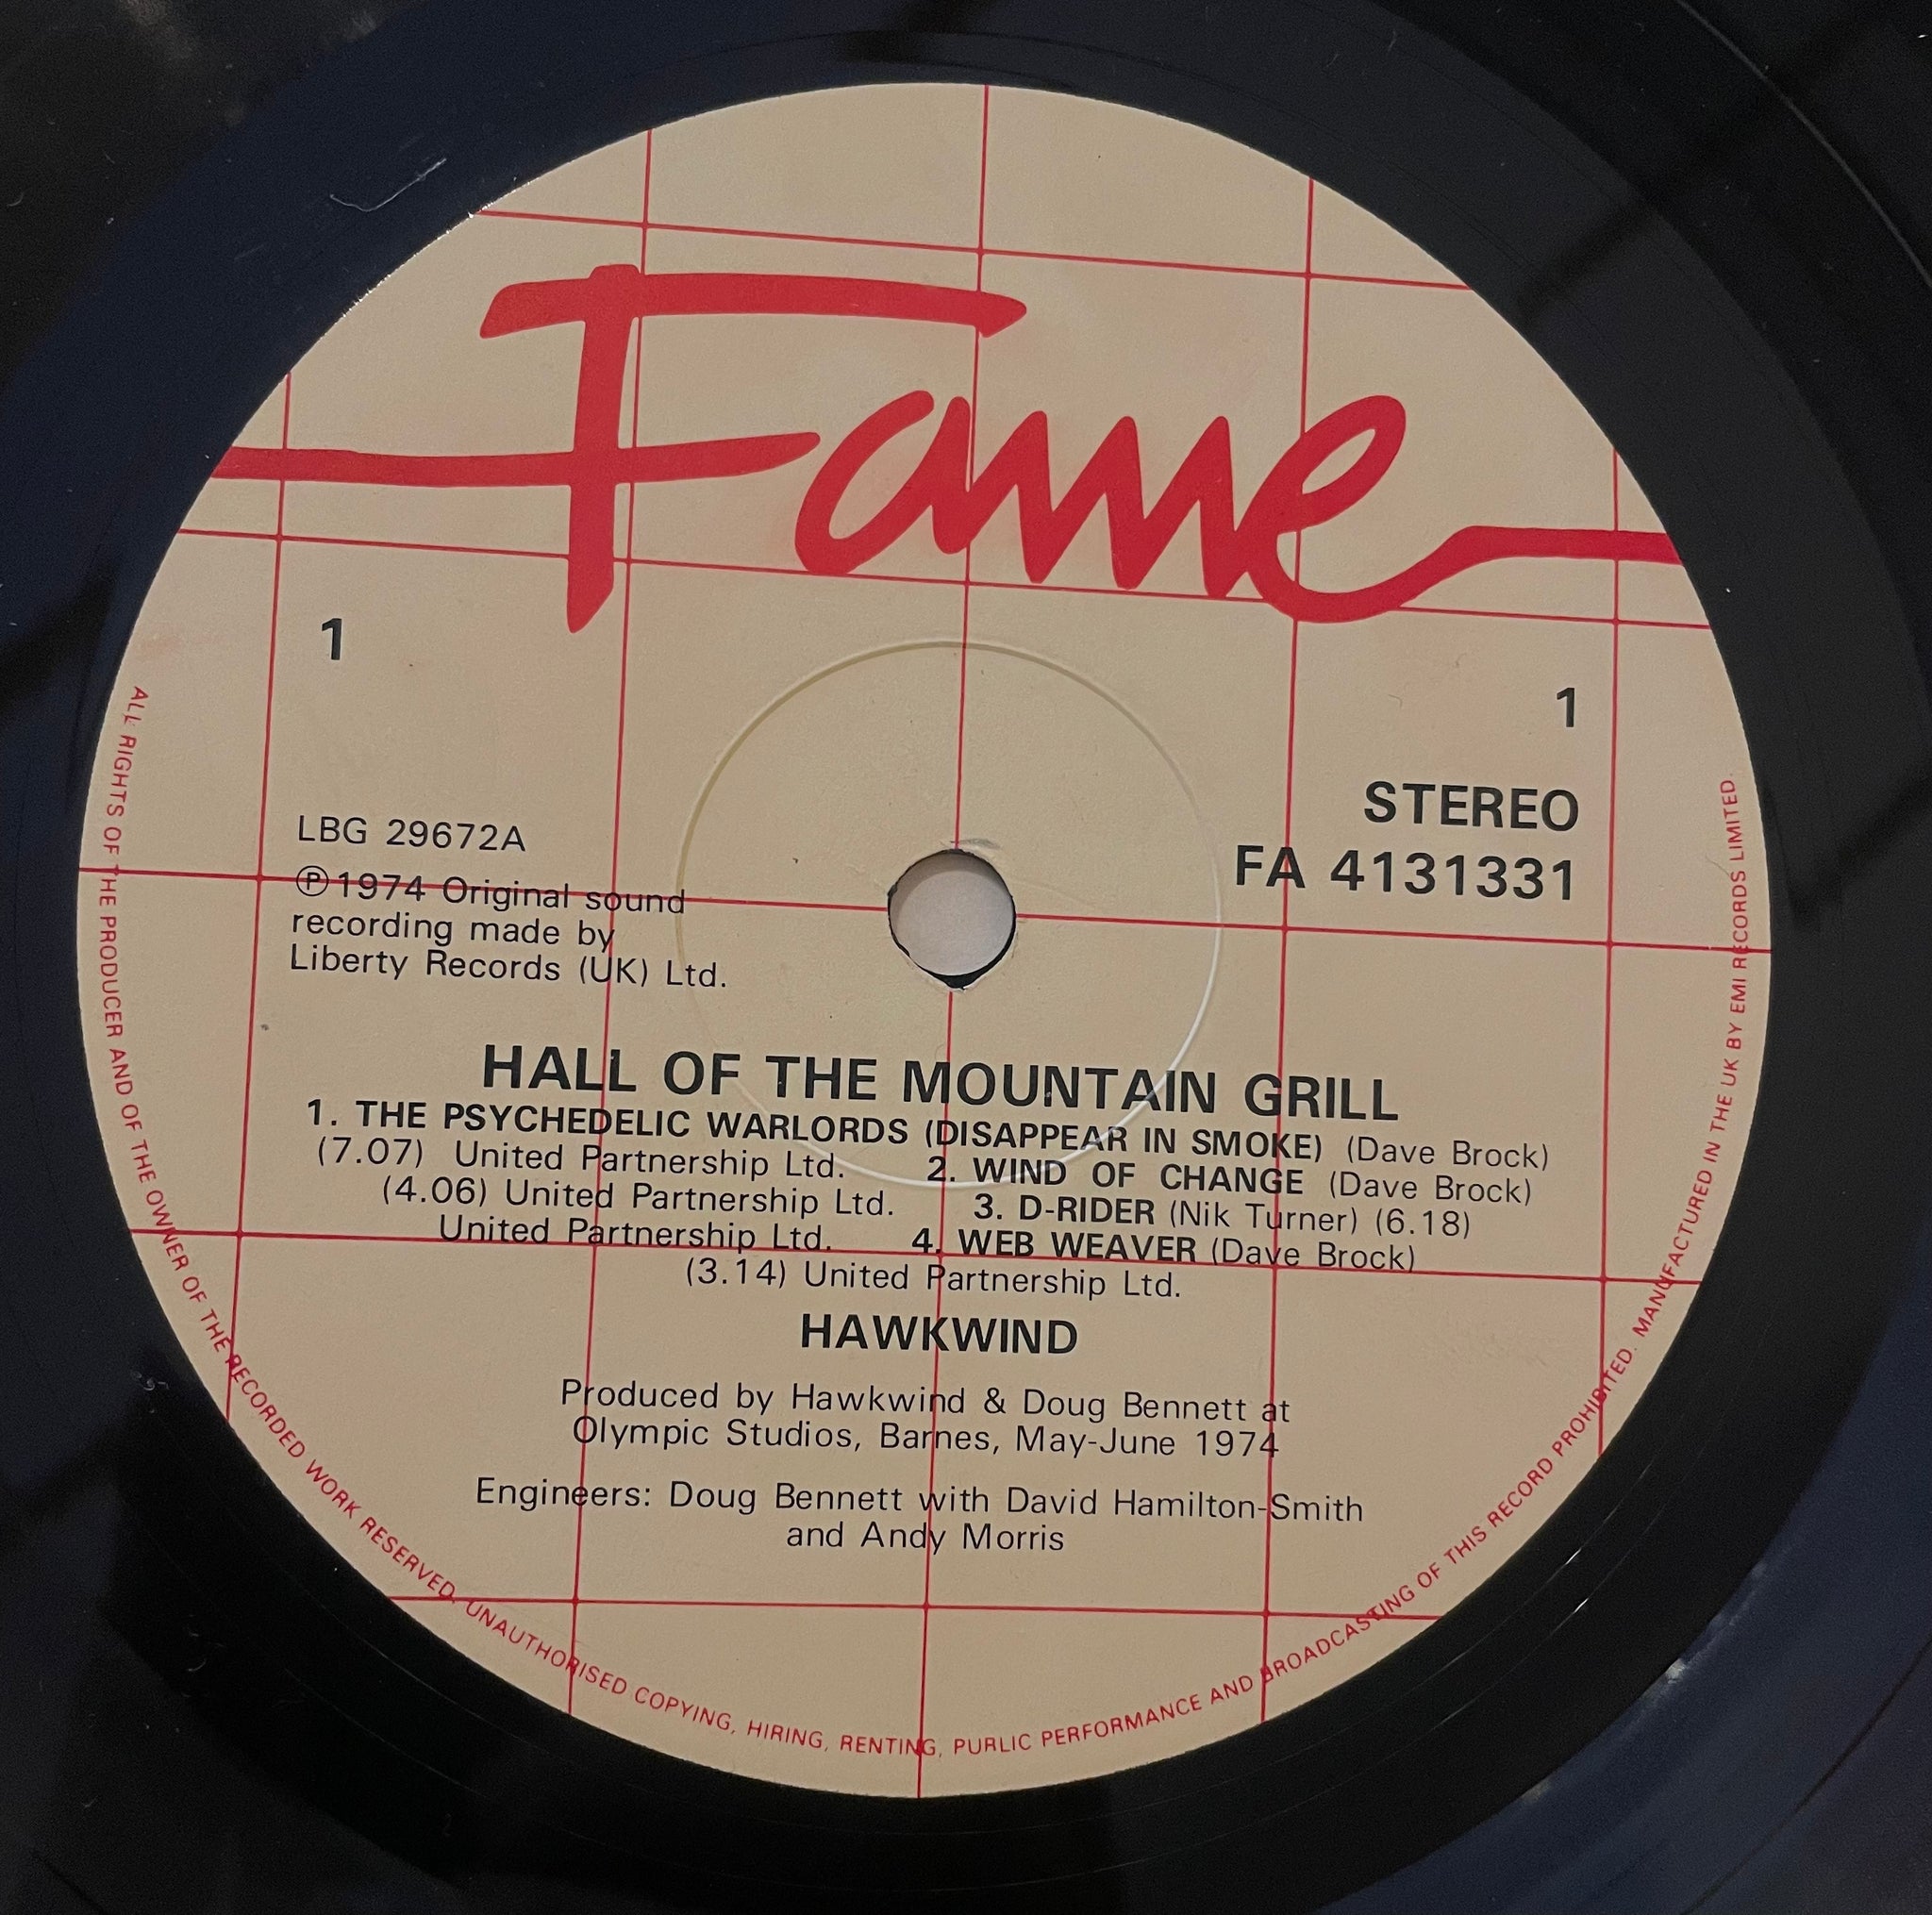 Fame
1
1
STEREO
FA 4131331
LBG 29672A
Ⓟ1974 Original sound
recording made by
Liberty Records (UK) Ltd.
HALL OF THE MOUNTAIN GRILL
1. THE PSYCHEDELIC WARLORDS (DISAPPEAR IN SMOKE) (Dave Brock)
(7.07) United Partnership Ltd. 2. WIND OF CHANGE (Dave Brock)
(4.06) United Partnership Ltd. 3. D-RIDER (Nik Turner) (6.18)
United Partnership Ltd. 4. WEB WEAVER (Dave Brock)
(3.14) United Partnership Ltd.
HAWKWIND
Produced by Hawkwind & Doug Bennett at
Olympic Studios, Barnes, May-June 1974
Engineers: Doug Bennett with David Hamilton-Smith
and Andy Morris
ALL RIGHTS OF THE PRODUCER AND OF THE OWNER OF THE RECORDED WORK RESERVED. UNAUTHORISED COPYING, HIRING, RENTING, PURLIC PERFORMANCE AND BROADCASTING OF THIS RECORD PROHIBITED. MANUFACTURED IN THE UK BY EMI RECORDS LIMITED